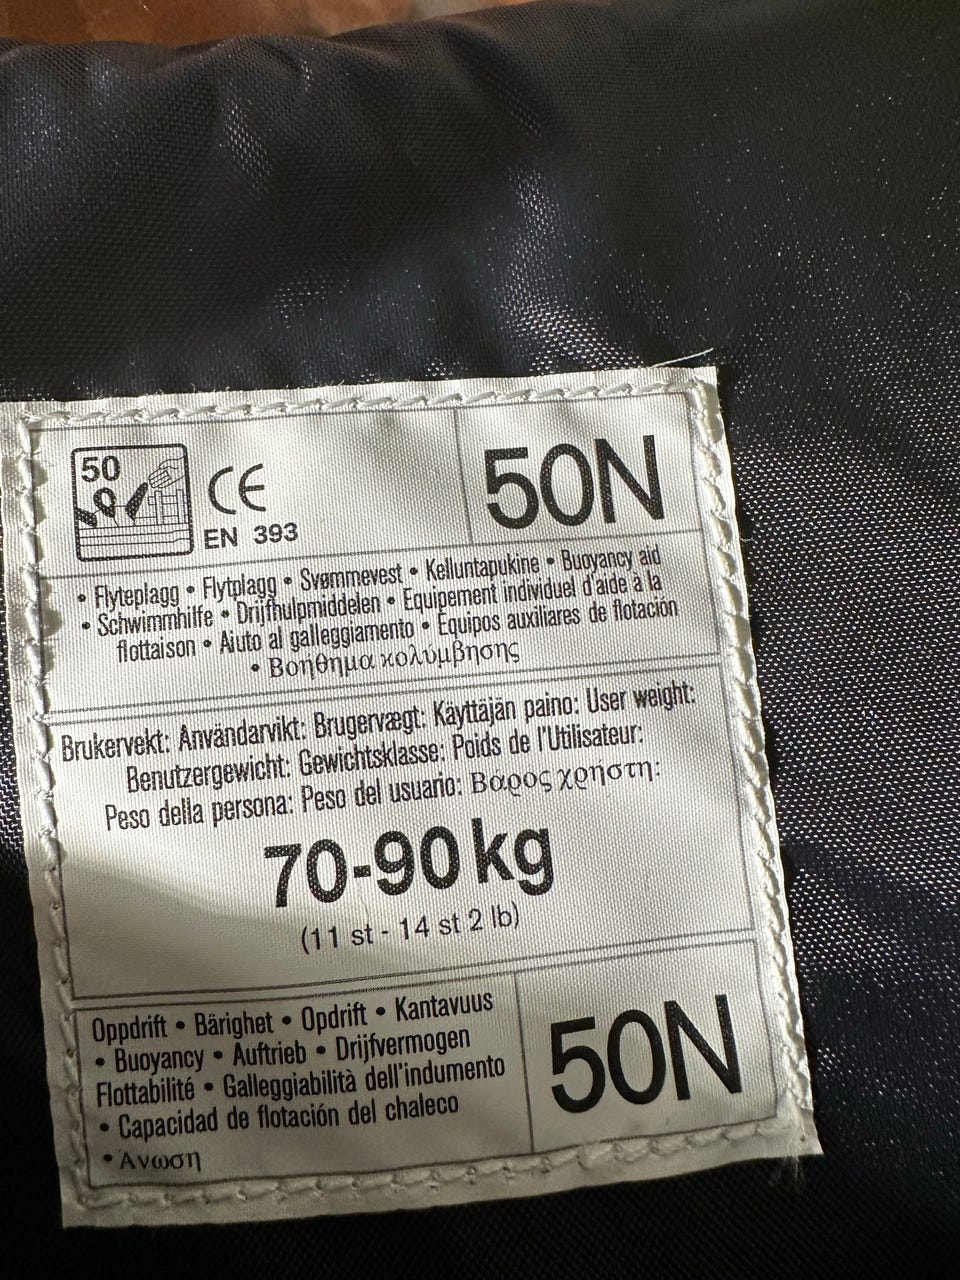 50
CE
EN 393
50N
• Flyteplagg • Flytplagg • Svømmevest • Kelluntapukine • Buoyancy aid
• Schwimmhilfe • Drijfhulpmiddelen • Equipement individuel d'aide à la
flottaison • Aiuto al galleggiamento • Equipos auxiliares de flotación
• Βοηθημα κολύμβησης
Brukervekt: Användarvikt: Brugervægt: Käyttäjän paino: User weight:
Benutzergewicht: Gewichtsklasse: Poids de l'Utilisateur:
Peso della persona: Peso del usuario: Βαρος χρήστη:
70-90 kg
(11 st - 14 st 2 lb)
Oppdrift • Bärighet • Opdrift • Kantavuus
• Buoyancy • Auftrieb • Drijfvermogen
Flottabilité • Galleggiabilità dell'indumento
• Capacidad de flotación del chaleco
• Ανωση
50N